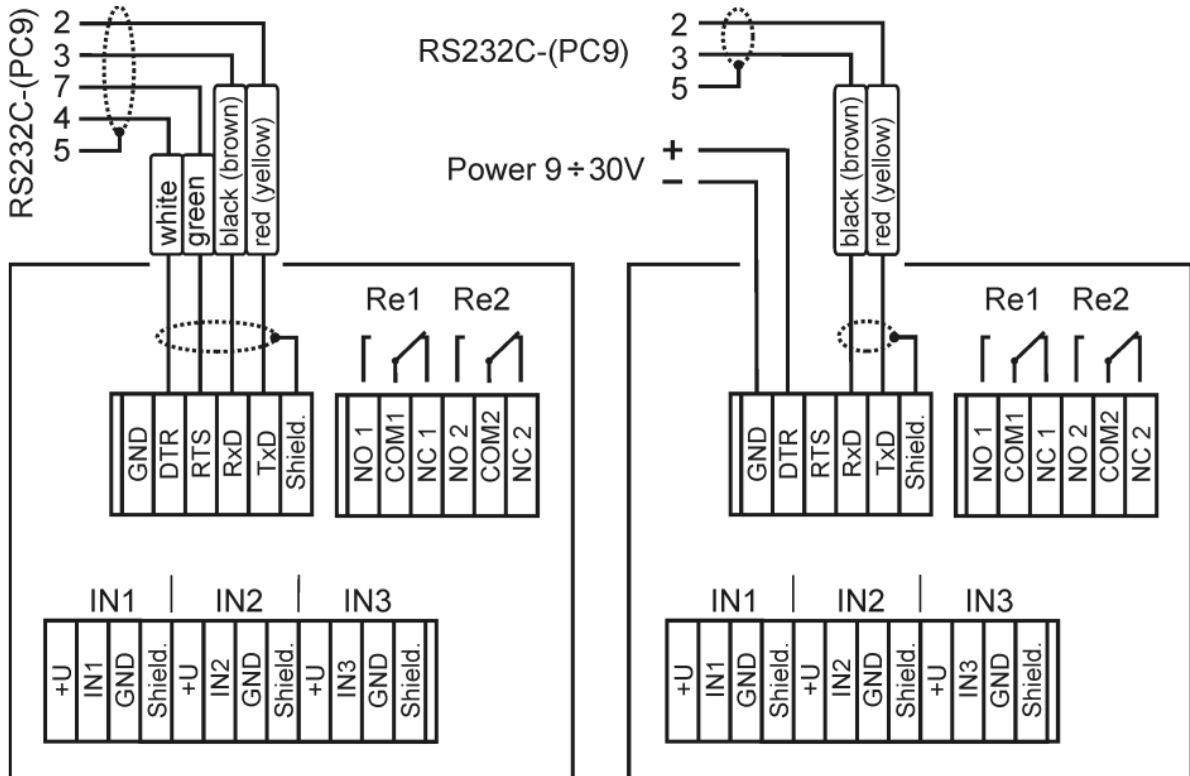 RS232C-(PC9)
2
3
7
4
5
white
green
black (brown)
red (yellow)
Re1 Re2
GND DTR RTS RxD TxD Shield.
NO 1 COM1 NC 1 NO 2 COM2 NC 2
IN1 IN2 IN3
+U IN1 GND Shield. +U IN2 GND Shield. +U IN3 GND Shield.
RS232C-(PC9)
2
3
5
Power 9÷30V
+
−
black (brown)
red (yellow)
Re1 Re2
GND DTR RTS RxD TxD Shield.
NO 1 COM1 NC 1 NO 2 COM2 NC 2
IN1 IN2 IN3
+U IN1 GND Shield. +U IN2 GND Shield. +U IN3 GND Shield.